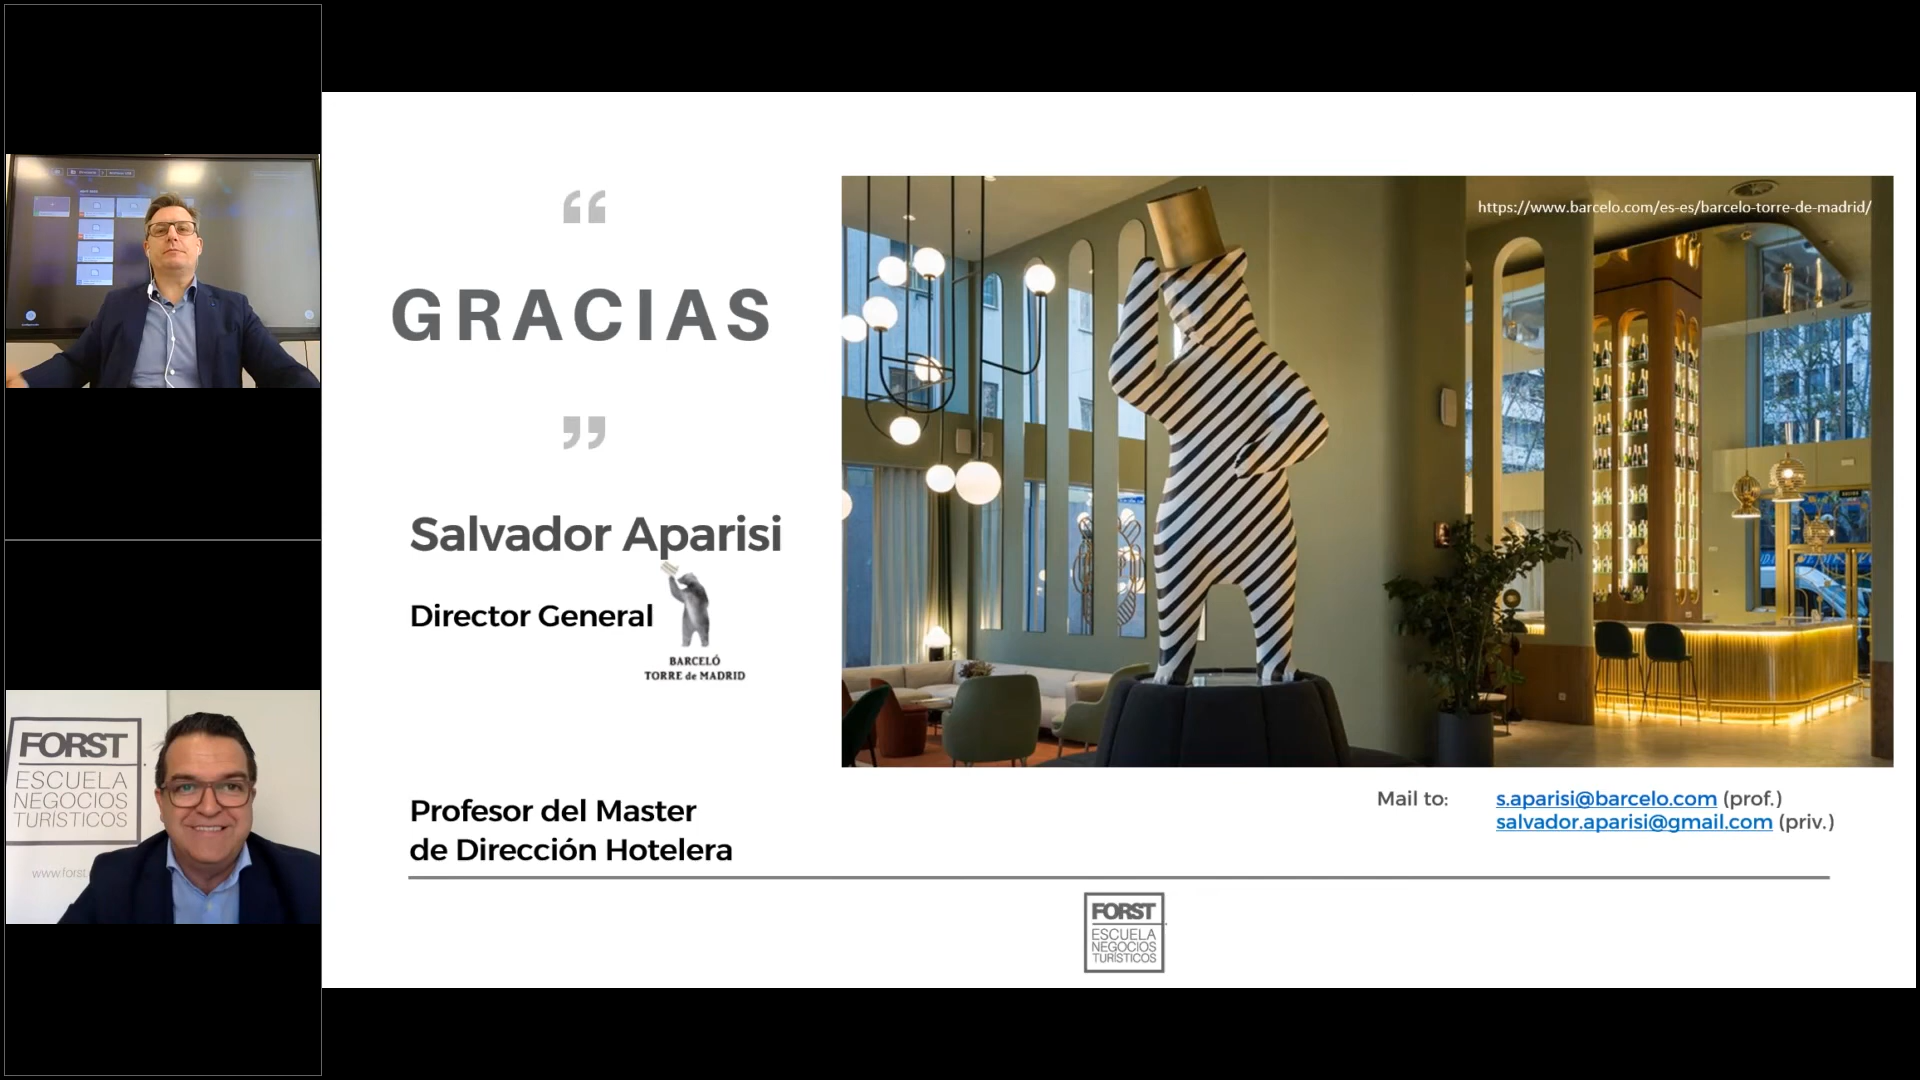 “
GRACIAS
”
Salvador Aparisi
Director General
BARCELÓ
TORRE de MADRID
Profesor del Master
de Dirección Hotelera
https://www.barcelo.com/es-es/barcelo-torre-de-madrid/
Mail to: s.aparisi@barcelo.com (prof.)
salvador.aparisi@gmail.com (priv.)
FORST
ESCUELA
NEGOCIOS
TURÍSTICOS
FORST
ESCUELA
NEGOCIOS
TURÍSTICOS
www.forst.